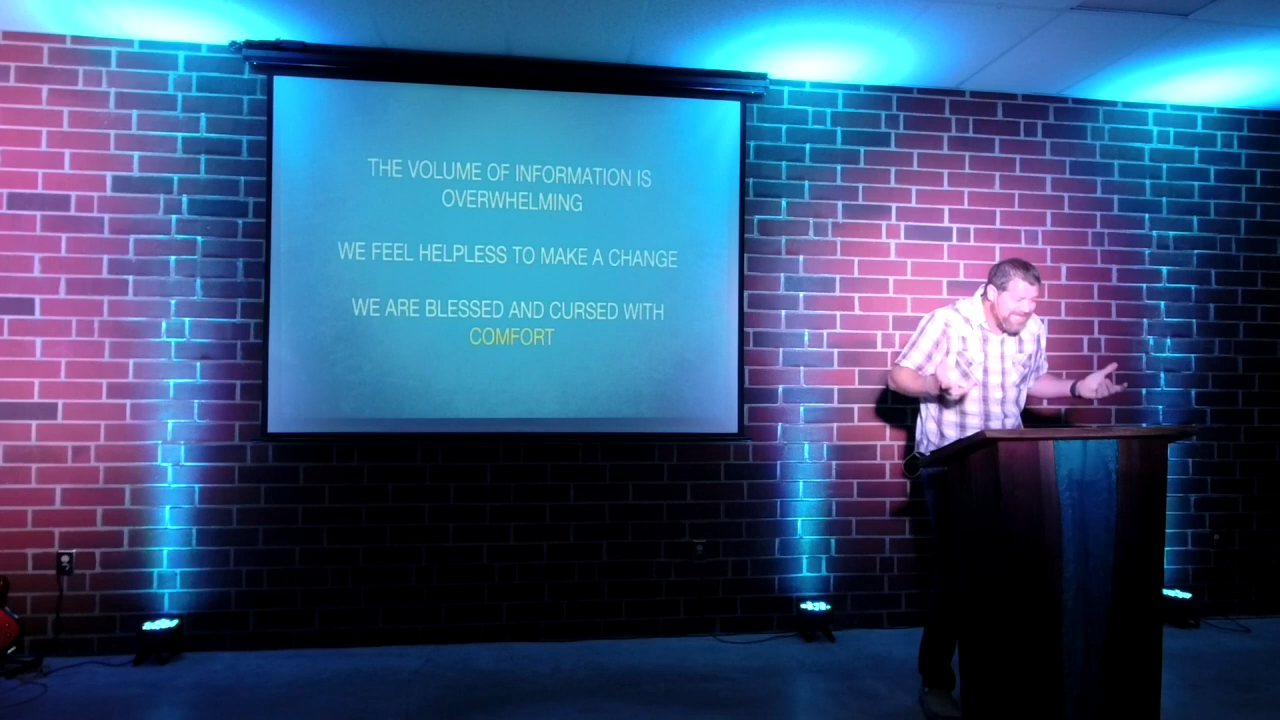 THE VOLUME OF INFORMATION IS
OVERWHELMING
WE FEEL HELPLESS TO MAKE A CHANGE
WE ARE BLESSED AND CURSED WITH
COMFORT